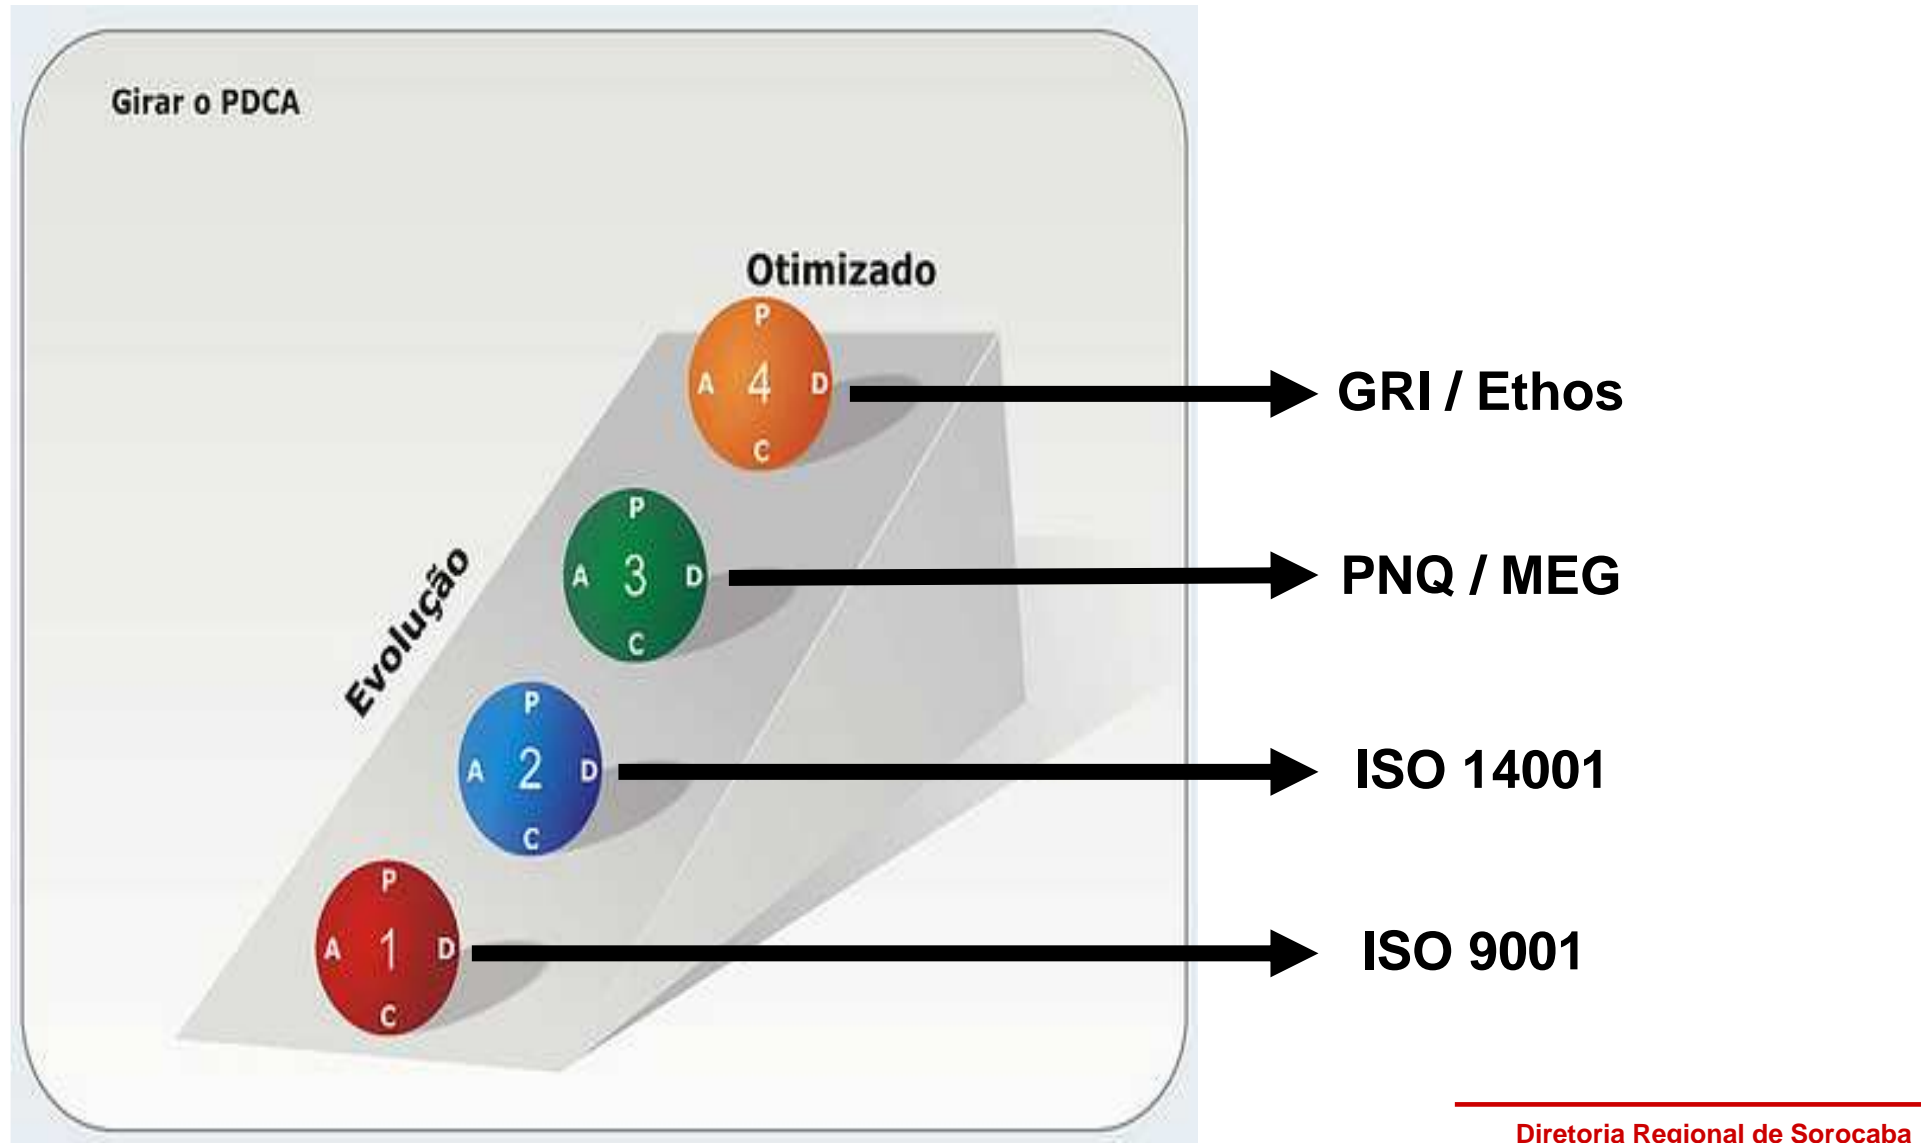 Girar o PDCA
Otimizado
Evolução
P
A 4 D
C
GRI / Ethos
P
A 3 D
C
PNQ / MEG
P
A 2 D
C
ISO 14001
P
A 1 D
C
ISO 9001
Diretoria Regional de Sorocaba